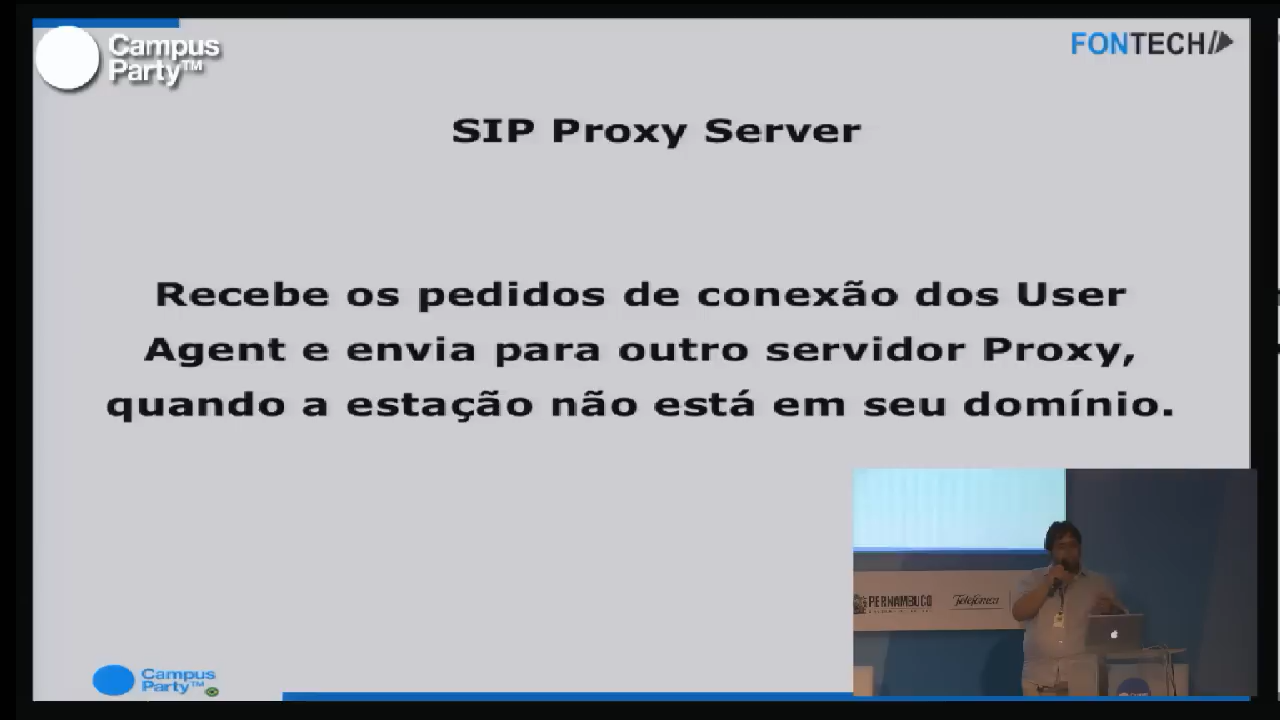 Campus
Party™
FONTECH
SIP Proxy Server
Recebe os pedidos de conexão dos User
Agent e envia para outro servidor Proxy,
quando a estação não está em seu domínio.
PERNAMBUCO
Telefónica
Campus
Party™